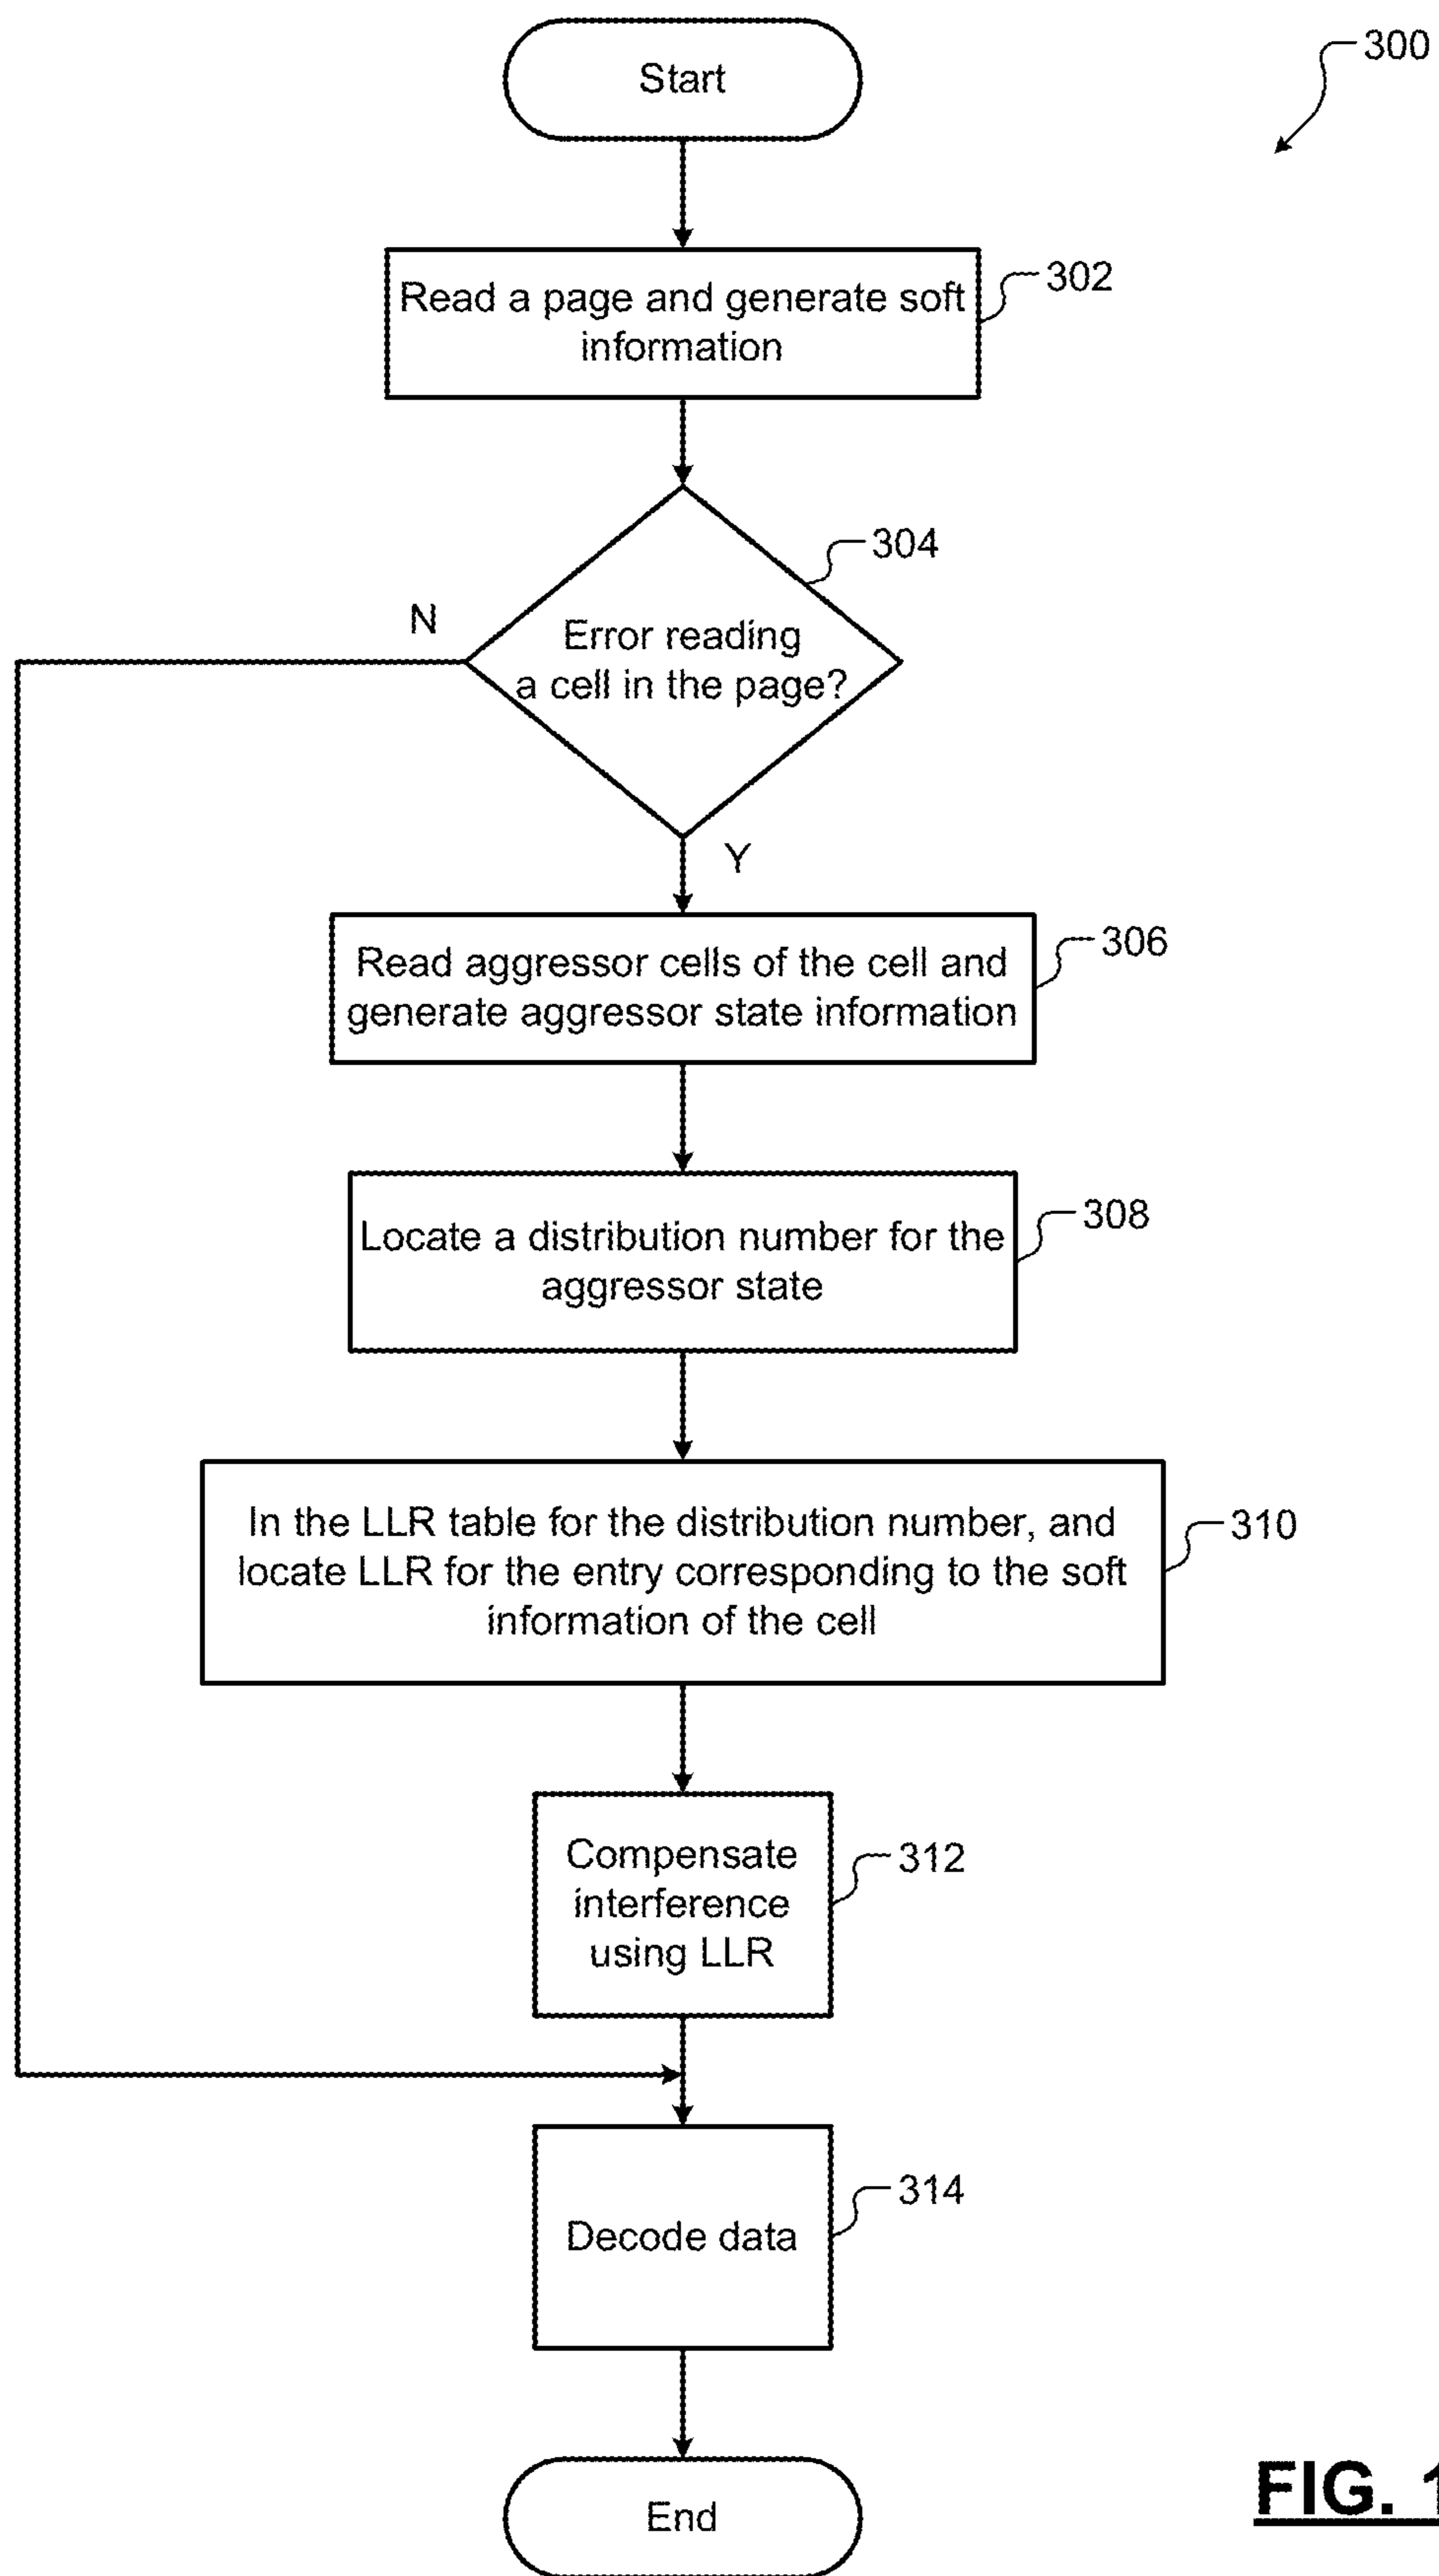 Start
300
Read a page and generate soft
information
302
304
N
Error reading
a cell in the page?
Y
Read aggressor cells of the cell and
generate aggressor state information
306
Locate a distribution number for the
aggressor state
308
In the LLR table for the distribution number, and
locate LLR for the entry corresponding to the soft
information of the cell
310
Compensate
interference
using LLR
312
Decode data
314
End
FIG.